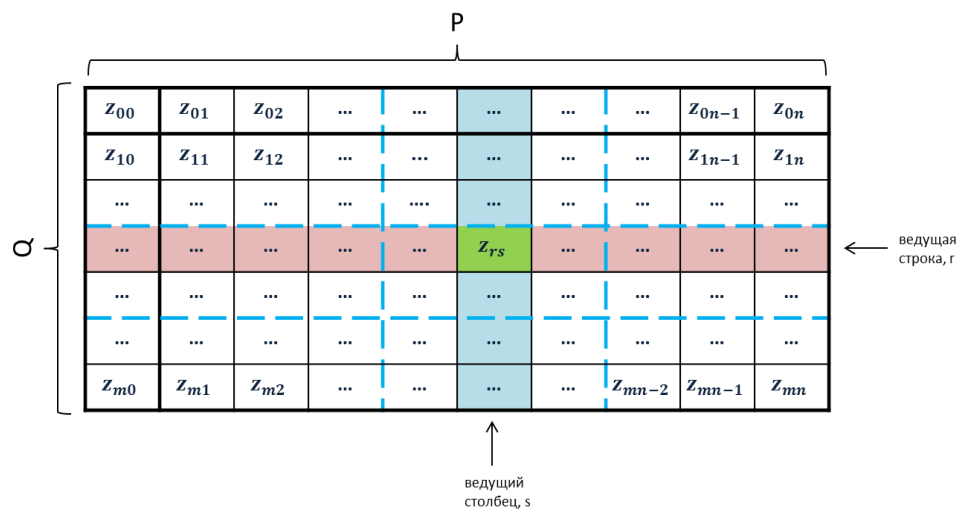 P
z₀₀ z₀₁ z₀₂ ... ... ... ... ... z₀ₙ₋₁ z₀ₙ
z₁₀ z₁₁ z₁₂ ... .... ... ... ... z₁ₙ₋₁ z₁ₙ
... ... ... ... .... ... ... ... ... ...
Q
... ... ... ... ... zᵣₛ ... ... ... ...
ведущая
строка, r
... ... ... ... ... ... ... ... ... ...
... ... ... ... ... ... ... ... ... ...
zₘ₀ zₘ₁ zₘ₂ ... ... ... ... zₘₙ₋₂ zₘₙ₋₁ zₘₙ
ведущий
столбец, s